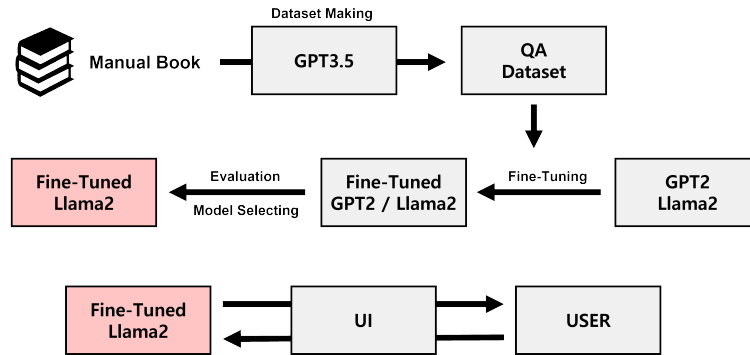 Dataset Making
Manual Book
GPT3.5
QA
Dataset
Fine-Tuned
Llama2
Evaluation
Model Selecting
Fine-Tuned
GPT2 / Llama2
Fine-Tuning
GPT2
Llama2
Fine-Tuned
Llama2
UI
USER